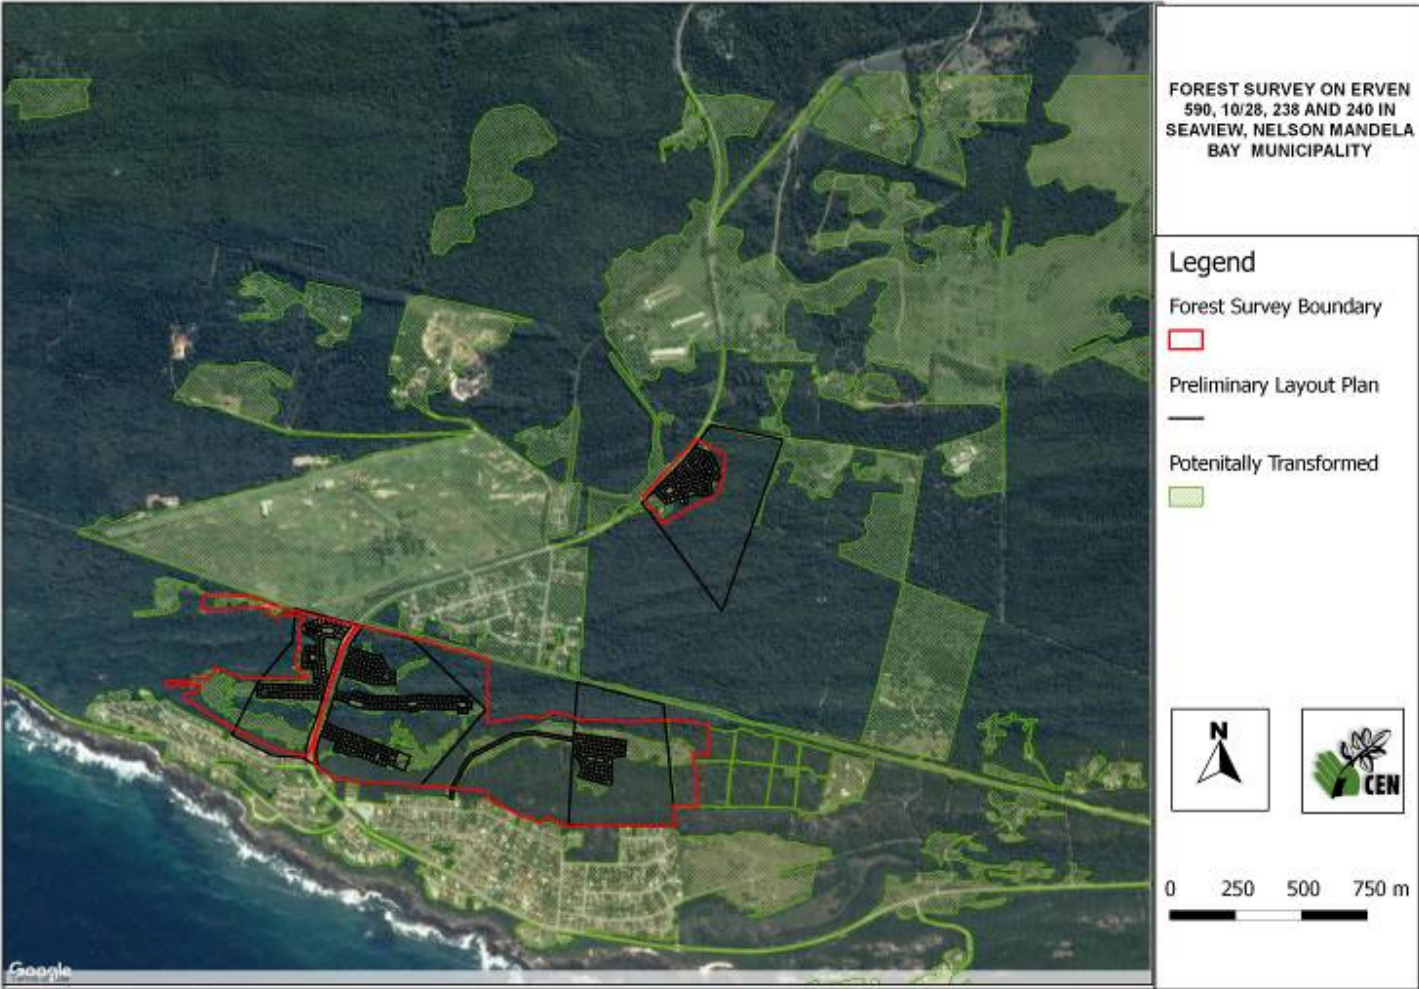 FOREST SURVEY ON ERVEN
590, 10/28, 238 AND 240 IN
SEAVIEW, NELSON MANDELA
BAY MUNICIPALITY
Legend
Forest Survey Boundary
Preliminary Layout Plan
Potenitally Transformed
N
CEN
0 250 500 750 m
Google